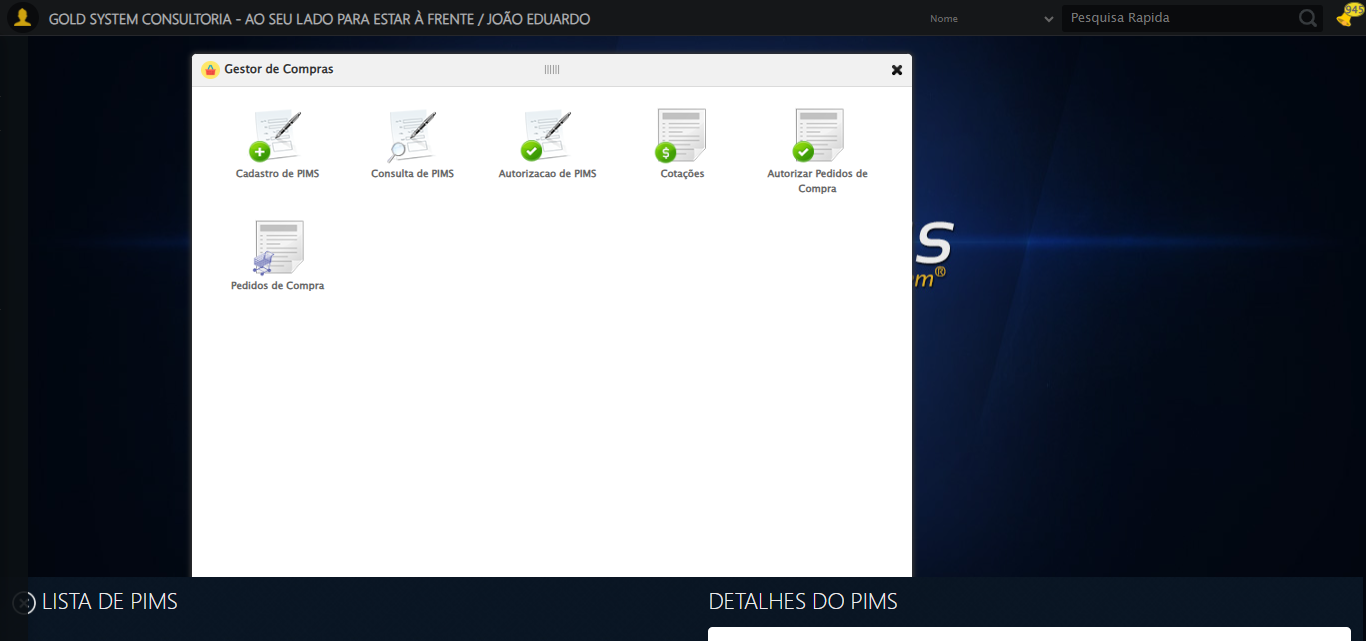 GOLD SYSTEM CONSULTORIA - AO SEU LADO PARA ESTAR À FRENTE / JOÃO EDUARDO
Nome
Pesquisa Rapida
945
Gestor de Compras
Cadastro de PIMS
Consulta de PIMS
Autorizacao de PIMS
Cotações
Autorizar Pedidos de
Compra
Pedidos de Compra
LISTA DE PIMS
DETALHES DO PIMS